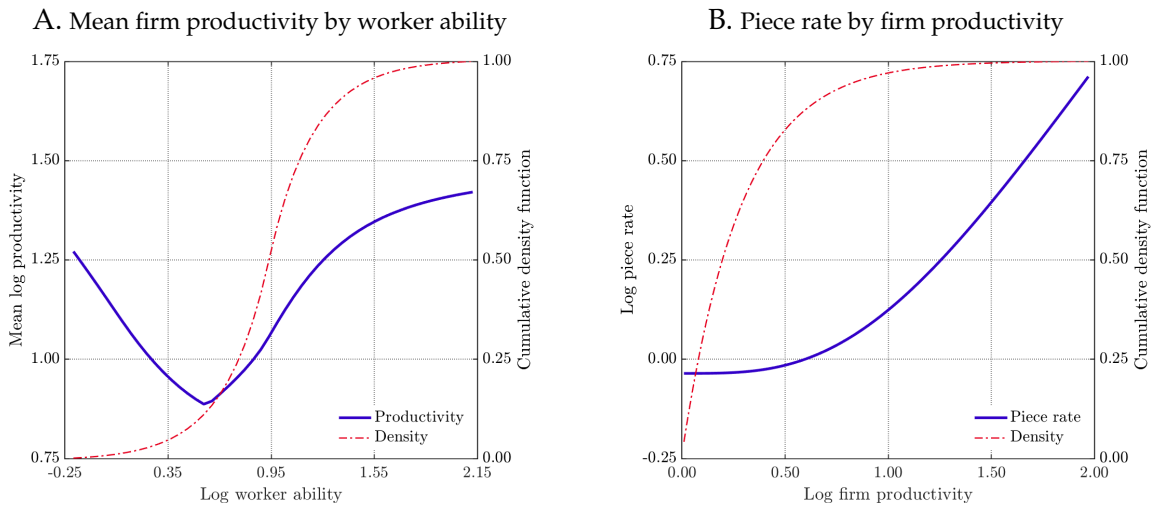 A. Mean firm productivity by worker ability
1.75
1.50
1.25
1.00
0.75
Mean log productivity
1.00
0.75
0.50
0.25
0.00
Cumulative density function
Productivity
Density
-0.25
0.35
0.95
1.55
2.15
Log worker ability
B. Piece rate by firm productivity
0.75
0.50
0.25
0.00
-0.25
Log piece rate
1.00
0.75
0.50
0.25
0.00
Cumulative density function
Piece rate
Density
0.00
0.50
1.00
1.50
2.00
Log firm productivity